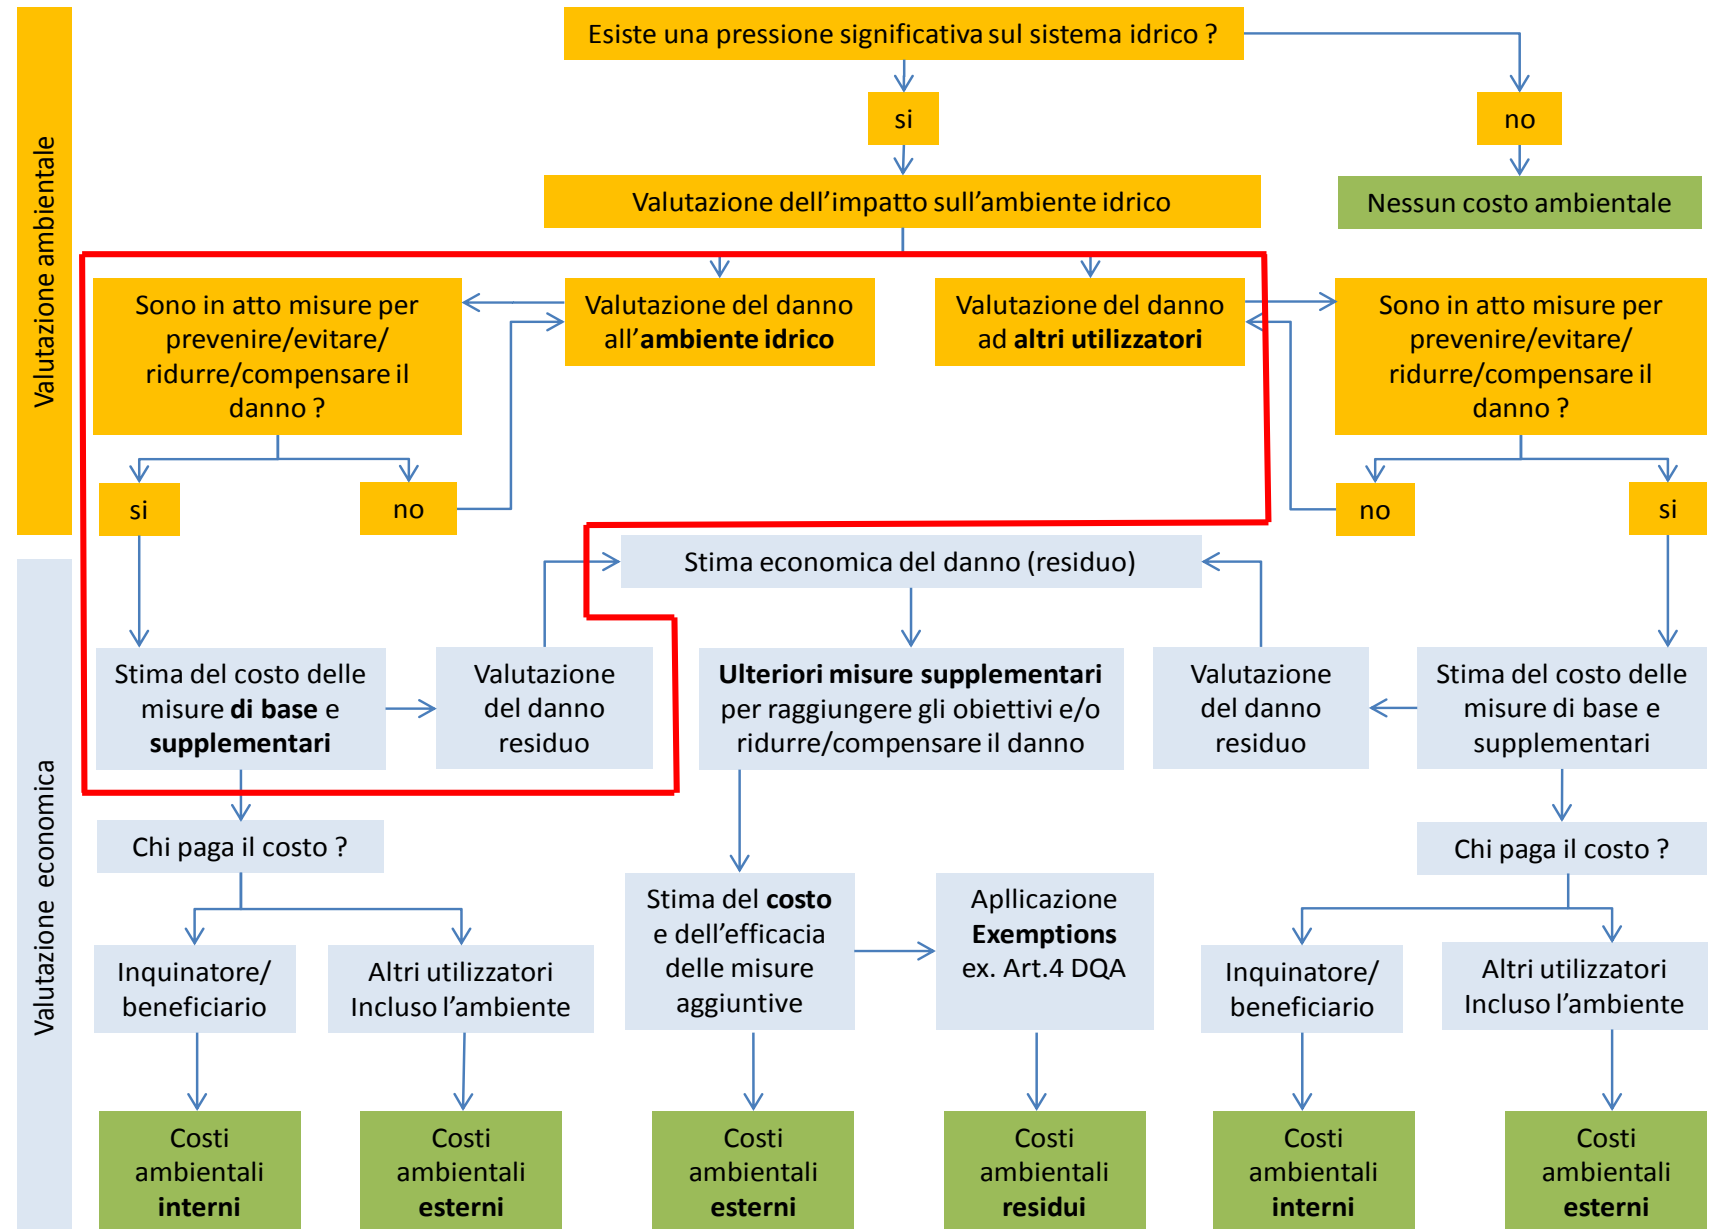 Valutazione ambientale
Esiste una pressione significativa sul sistema idrico ?
si
no
Valutazione dell'impatto sull'ambiente idrico
Nessun costo ambientale
Sono in atto misure per
prevenire/evitare/
ridurre/compensare il
danno ?
Valutazione del danno
all'ambiente idrico
Valutazione del danno
ad altri utilizzatori
Sono in atto misure per
prevenire/evitare/
ridurre/compensare il
danno ?
si
no
no
si
Valutazione economica
Stima economica del danno (residuo)
Stima del costo delle
misure di base e
supplementari
Valutazione
del danno
residuo
Ulteriori misure supplementari
per raggiungere gli obiettivi e/o
ridurre/compensare il danno
Valutazione
del danno
residuo
Stima del costo delle
misure di base e
supplementari
Chi paga il costo ?
Chi paga il costo ?
Stima del costo
e dell'efficacia
delle misure
aggiuntive
Apllicazione
Exemptions
ex. Art.4 DQA
Inquinatore/
beneficiario
Altri utilizzatori
Incluso l'ambiente
Inquinatore/
beneficiario
Altri utilizzatori
Incluso l'ambiente
Costi
ambientali
interni
Costi
ambientali
esterni
Costi
ambientali
esterni
Costi
ambientali
residui
Costi
ambientali
interni
Costi
ambientali
esterni